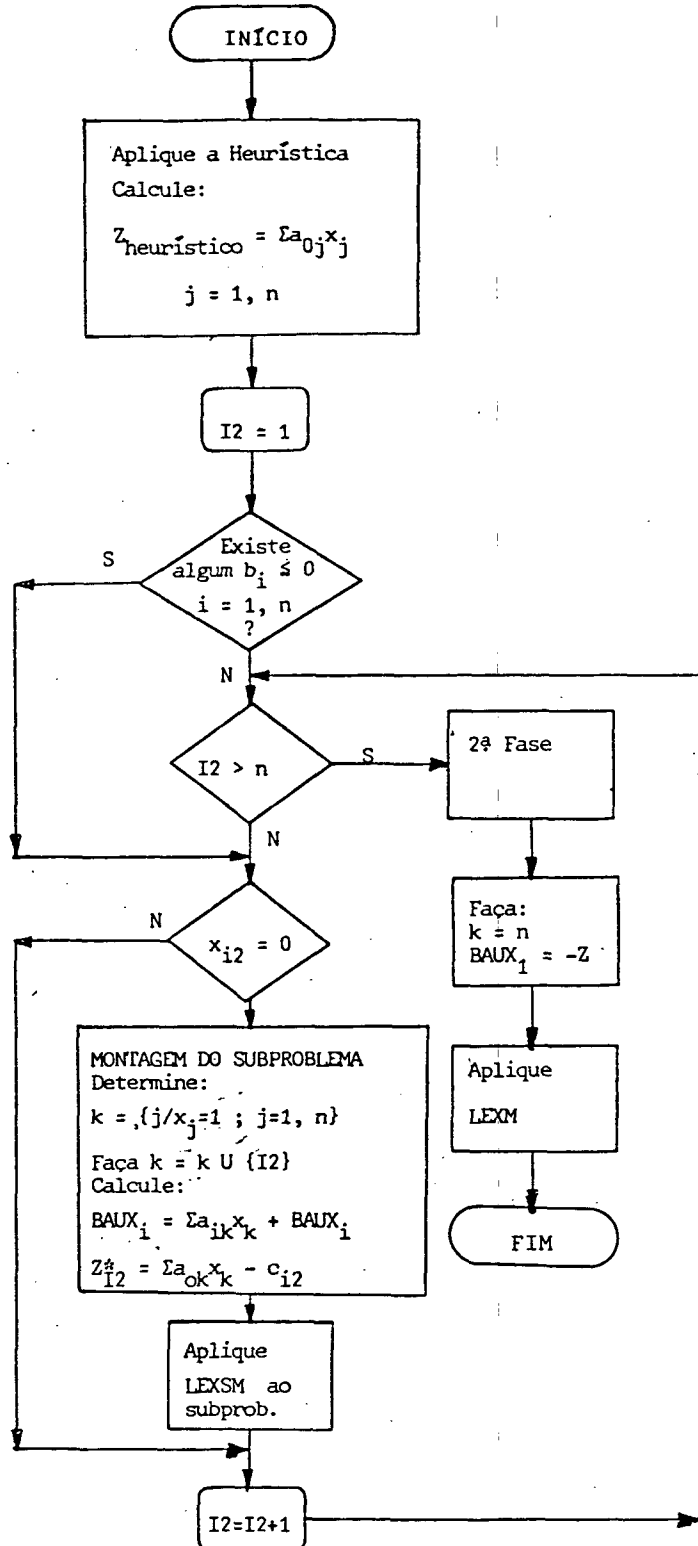 INÍCIO
Aplique a Heurística
Calcule:
Z heurístico = Σa0jxj
j = 1, n
I2 = 1
S
Existe
algum bi ≤ 0
i = 1, n
?
N
I2 > n
S
2ª Fase
N
Faça:
k = n
BAUX1 = -Z
N
xi2 = 0
MONTAGEM DO SUBPROBLEMA
Determine:
k = {j/xj=1 ; j=1, n}
Faça k = k U {I2}
Calcule:
BAUXi = Σaikxk + BAUXi
Z*I2 = Σaokxk - ci2
Aplique
LEXM
FIM
Aplique
LEXSM ao
subprob.
I2=I2+1